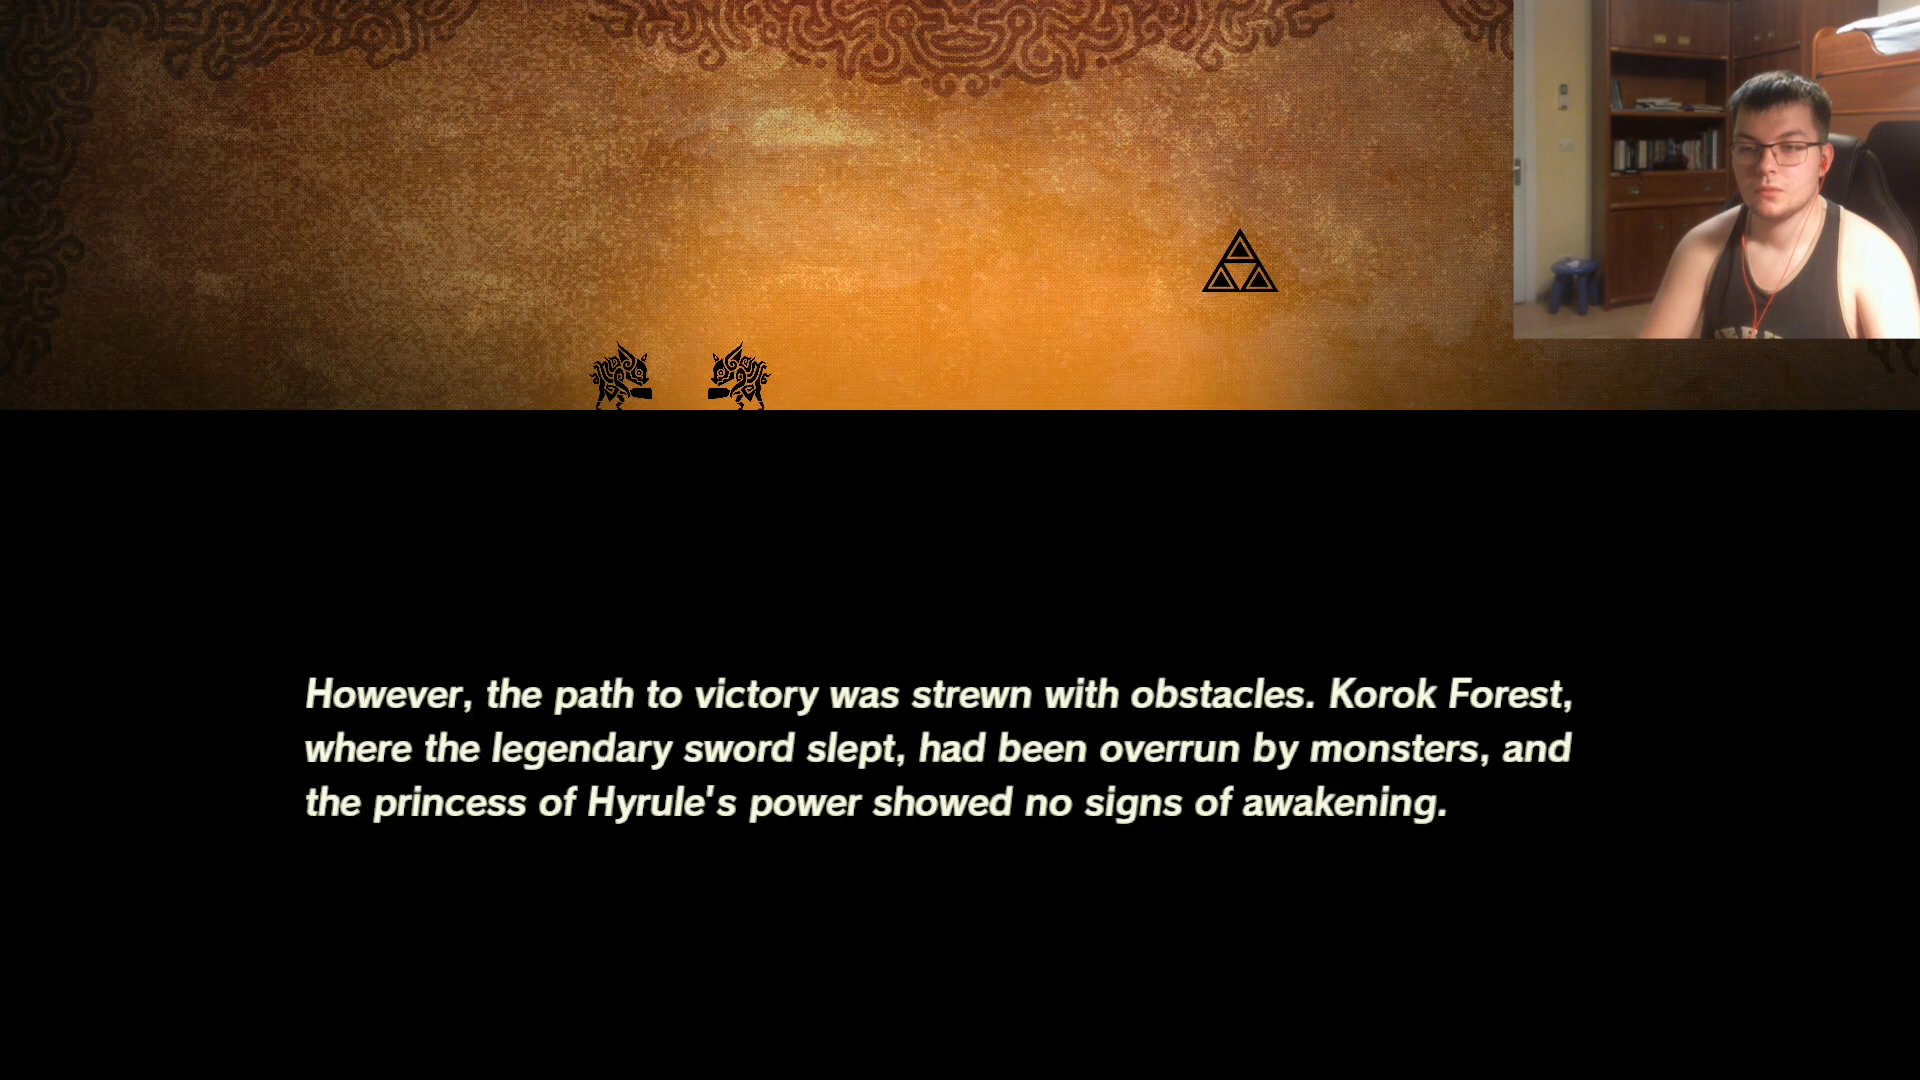 However, the path to victory was strewn with obstacles. Korok Forest,
where the legendary sword slept, had been overrun by monsters, and
the princess of Hyrule's power showed no signs of awakening.